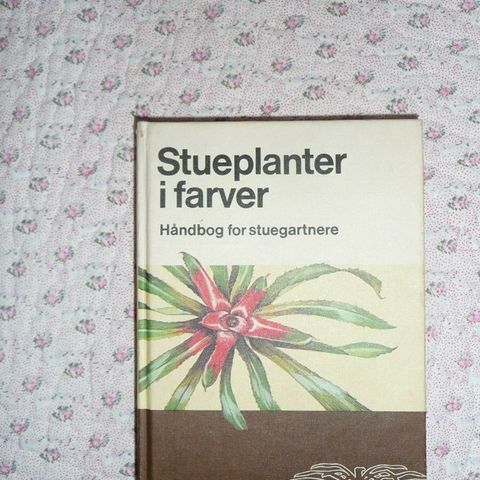 Stueplanter
i farver
Håndbog for stuegartnere